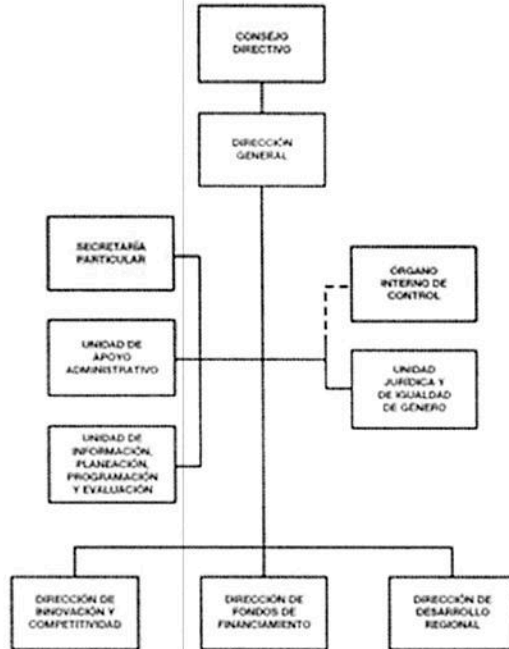 CONSEJO
DIRECTIVO
DIRECCIÓN
GENERAL
SECRETARÍA
PARTICULAR
ÓRGANO
INTERNO DE
CONTROL
UNIDAD DE
APOYO
ADMINISTRATIVO
UNIDAD
JURÍDICA Y
DE IGUALDAD
DE GÉNERO
UNIDAD DE
INFORMACIÓN,
PLANEACIÓN,
PROGRAMACIÓN
Y EVALUACIÓN
DIRECCIÓN DE
INNOVACIÓN Y
COMPETITIVIDAD
DIRECCIÓN DE
FONDOS DE
FINANCIAMIENTO
DIRECCIÓN DE
DESARROLLO
REGIONAL